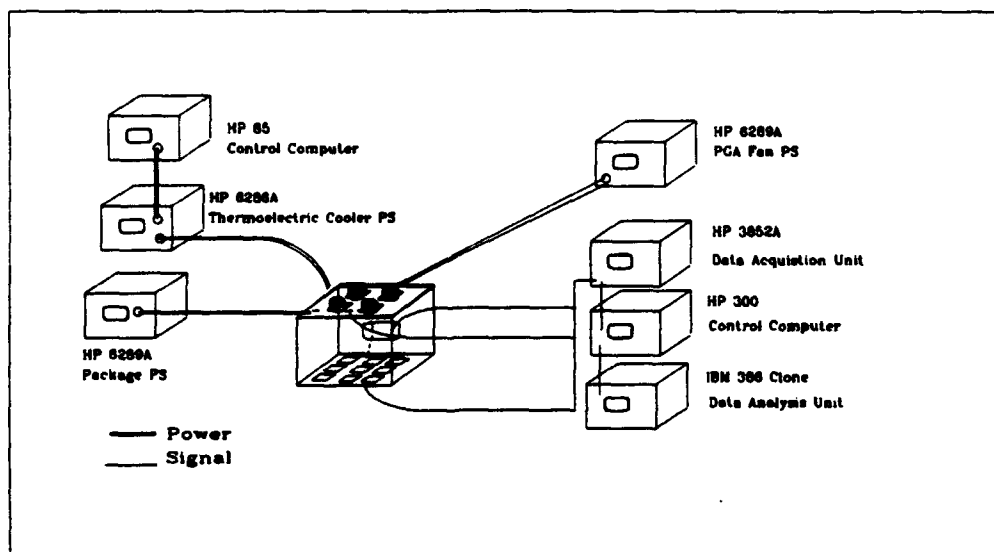 HP 85
Control Computer
HP 6286A
Thermoelectric Cooler PS
HP 6289A
Package PS
HP 6289A
PGA Fan PS
HP 3852A
Data Acquistion Unit
HP 300
Control Computer
IBM 386 Clone
Data Analysis Unit
Power
Signal